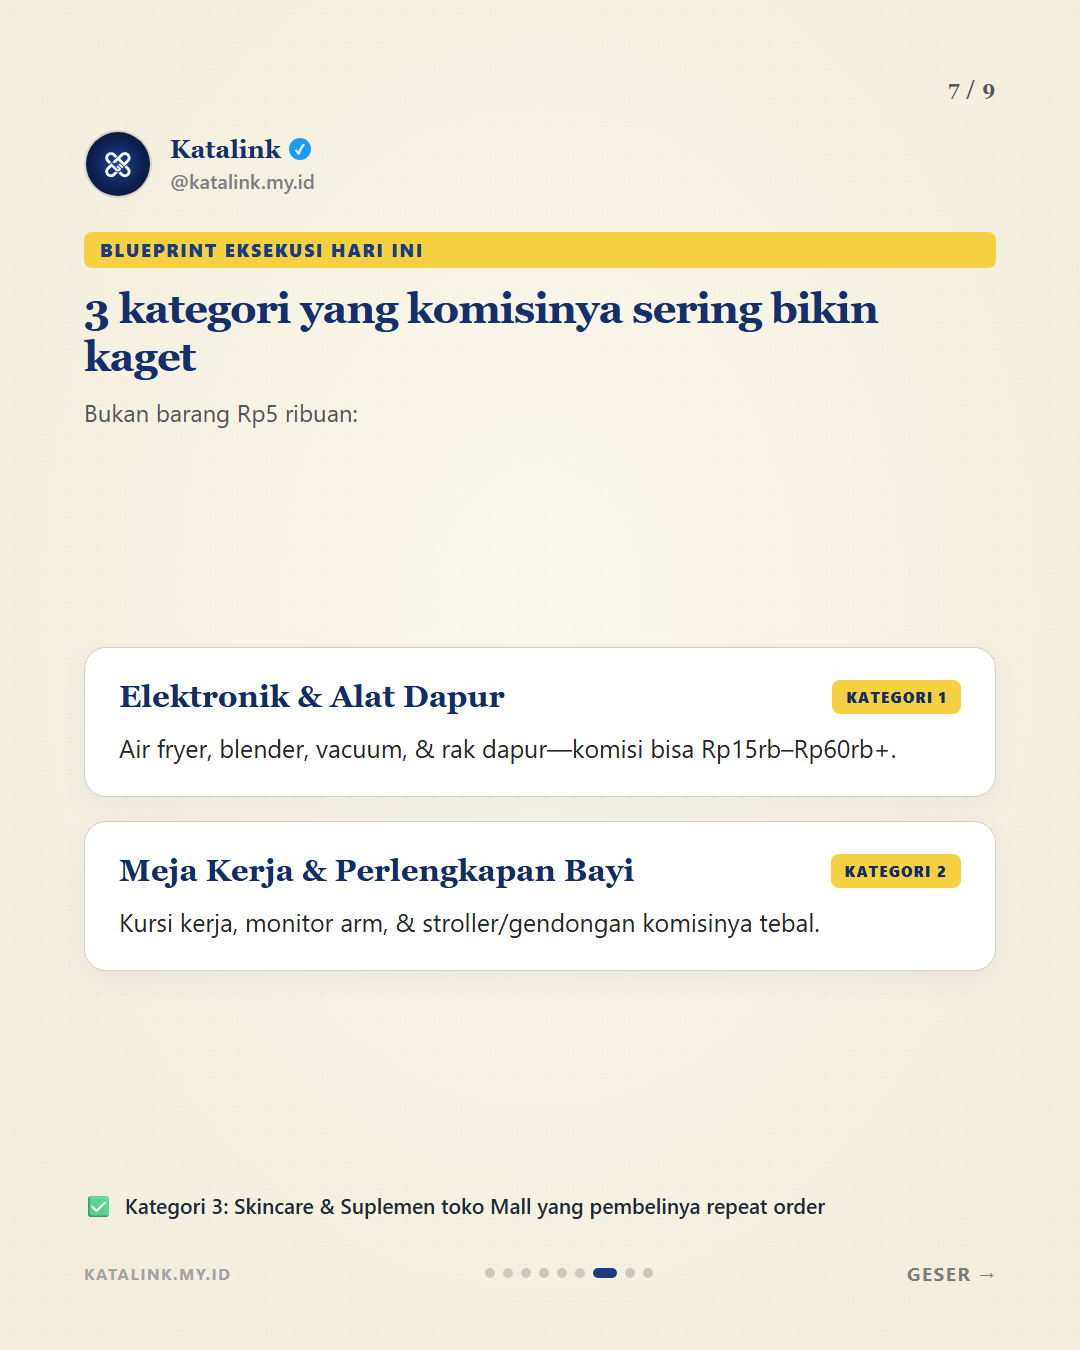 7 / 9
Katalink
@katalink.my.id
BLUEPRINT EKSEKUSI HARI INI
3 kategori yang komisinya sering bikin
kaget
Bukan barang Rp5 ribuan:
Elektronik & Alat Dapur
KATEGORI 1
Air fryer, blender, vacuum, & rak dapur—komisi bisa Rp15rb–Rp60rb+.
Meja Kerja & Perlengkapan Bayi
KATEGORI 2
Kursi kerja, monitor arm, & stroller/gendongan komisinya tebal.
✅ Kategori 3: Skincare & Suplemen toko Mall yang pembelinya repeat order
KATALINK.MY.ID
GESER →